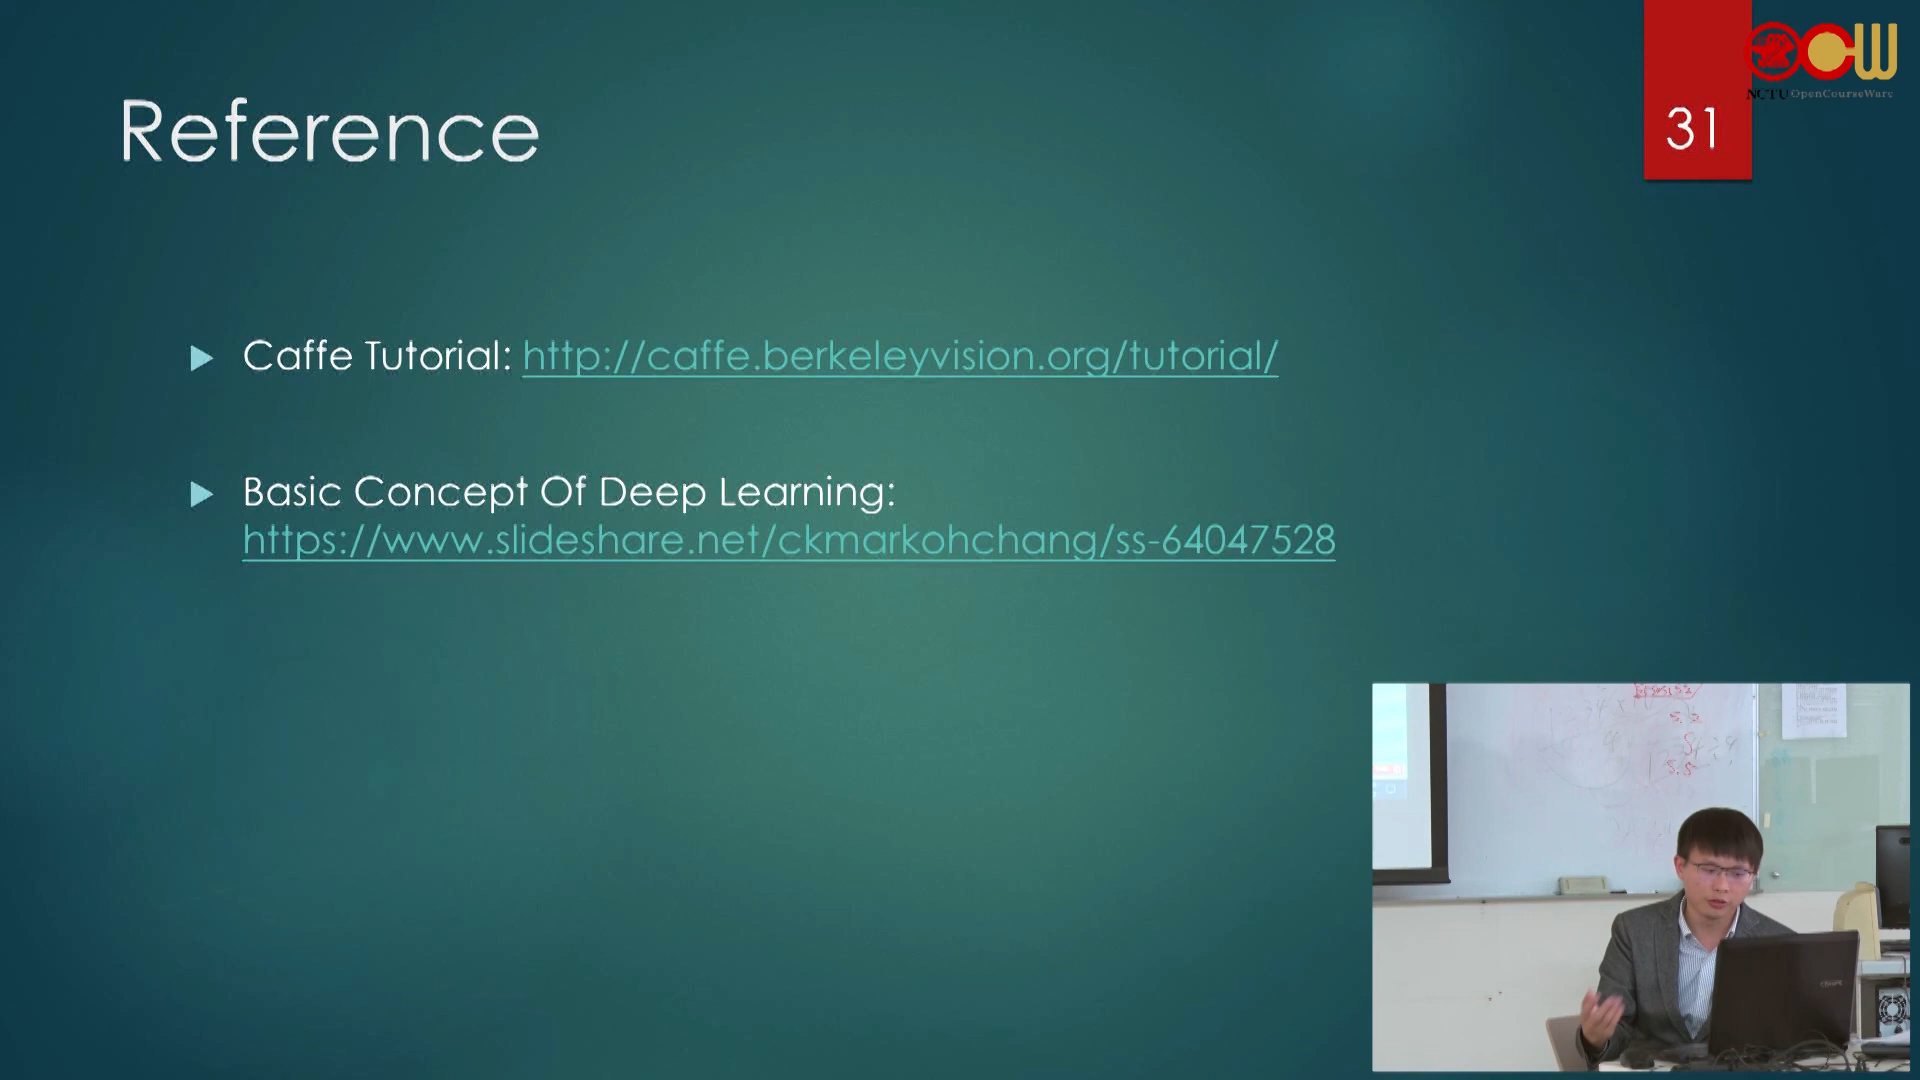 Reference
31
NCTU OpenCourseWare
Caffe Tutorial: http://caffe.berkeleyvision.org/tutorial/
Basic Concept Of Deep Learning:
https://www.slideshare.net/ckmarkohchang/ss-64047528